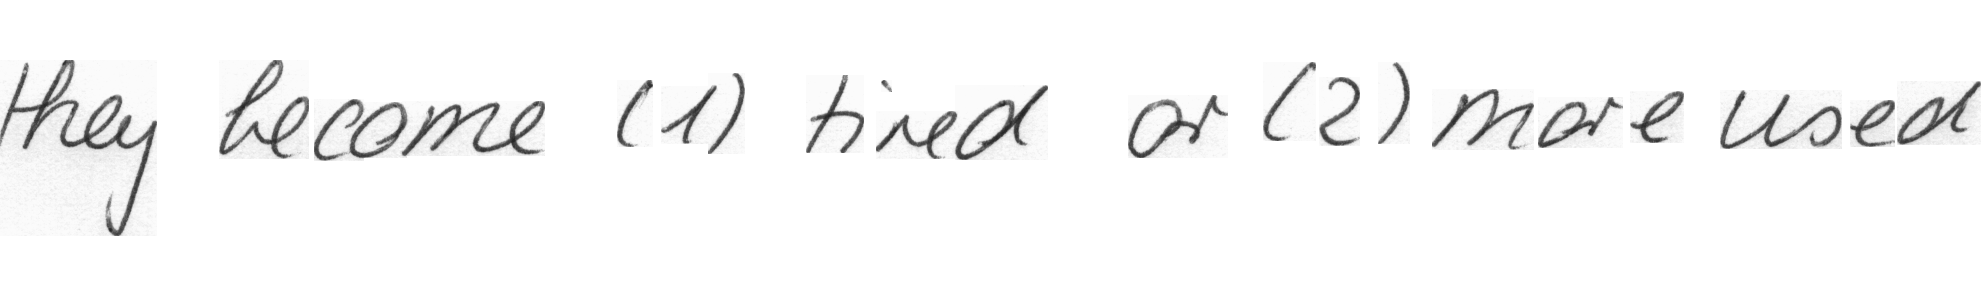 they become (1) tired or (2) more used